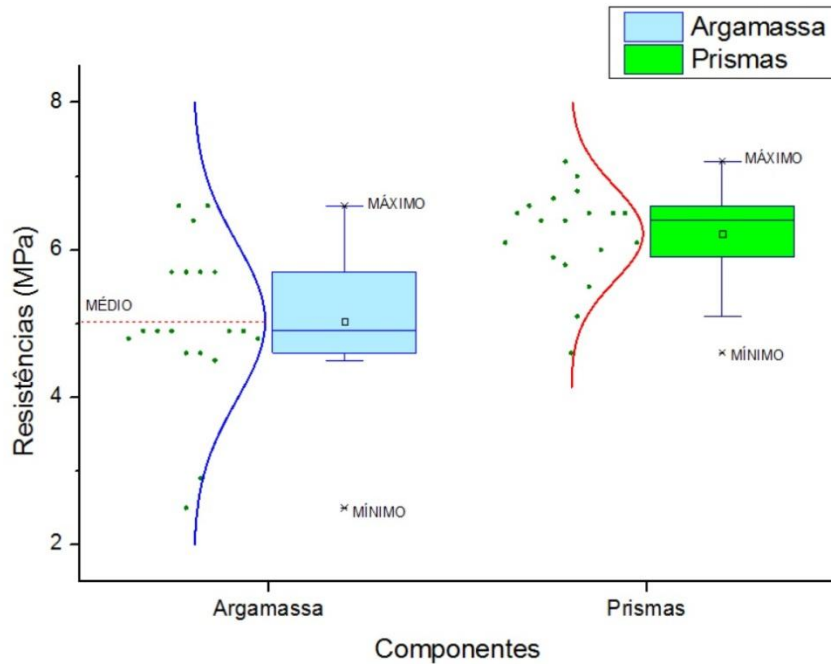 Argamassa
Prismas
8
6
4
2
Resistências (MPa)
MÁXIMO
MÉDIO
MÍNIMO
MÁXIMO
MÍNIMO
Argamassa
Prismas
Componentes